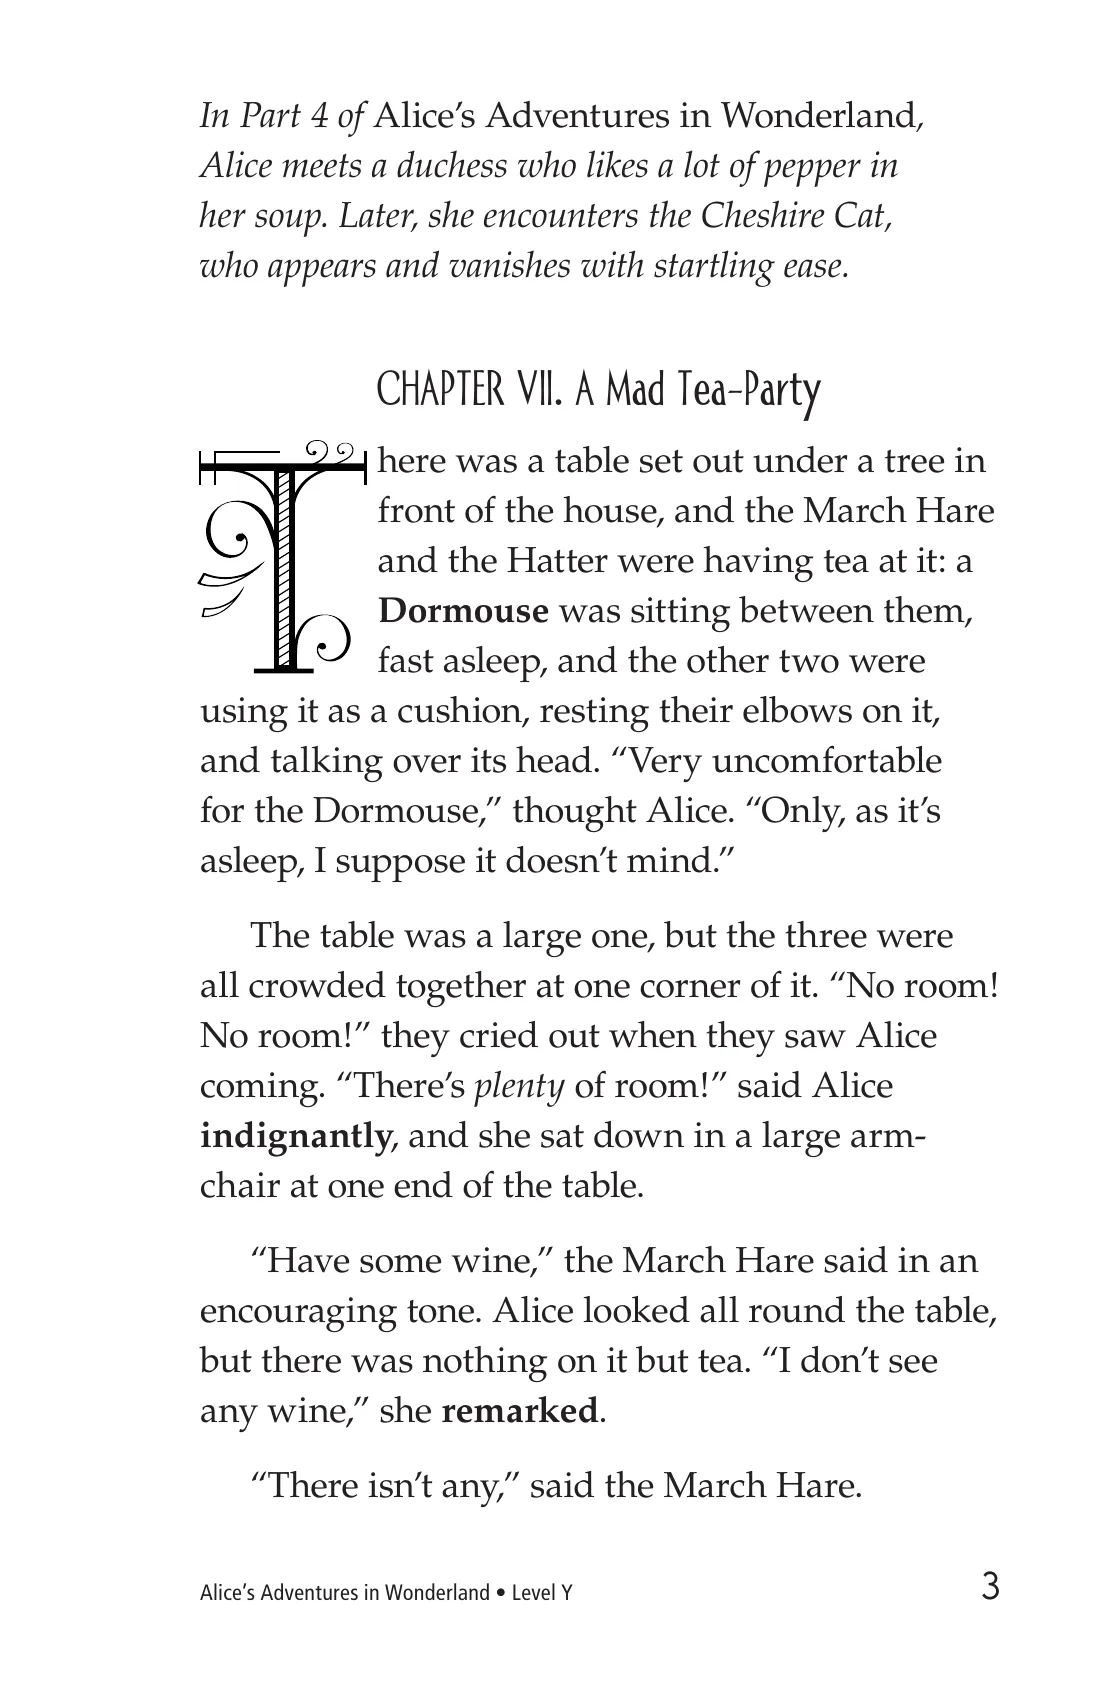 In Part 4 of Alice’s Adventures in Wonderland,
Alice meets a duchess who likes a lot of pepper in
her soup. Later, she encounters the Cheshire Cat,
who appears and vanishes with startling ease.
CHAPTER VII. A Mad Tea-Party
There was a table set out under a tree in
front of the house, and the March Hare
and the Hatter were having tea at it: a
Dormouse was sitting between them,
fast asleep, and the other two were
using it as a cushion, resting their elbows on it,
and talking over its head. “Very uncomfortable
for the Dormouse,” thought Alice. “Only, as it’s
asleep, I suppose it doesn’t mind.”
The table was a large one, but the three were
all crowded together at one corner of it. “No room!
No room!” they cried out when they saw Alice
coming. “There’s plenty of room!” said Alice
indignantly, and she sat down in a large arm-
chair at one end of the table.
“Have some wine,” the March Hare said in an
encouraging tone. Alice looked all round the table,
but there was nothing on it but tea. “I don’t see
any wine,” she remarked.
“There isn’t any,” said the March Hare.
Alice’s Adventures in Wonderland • Level Y
3